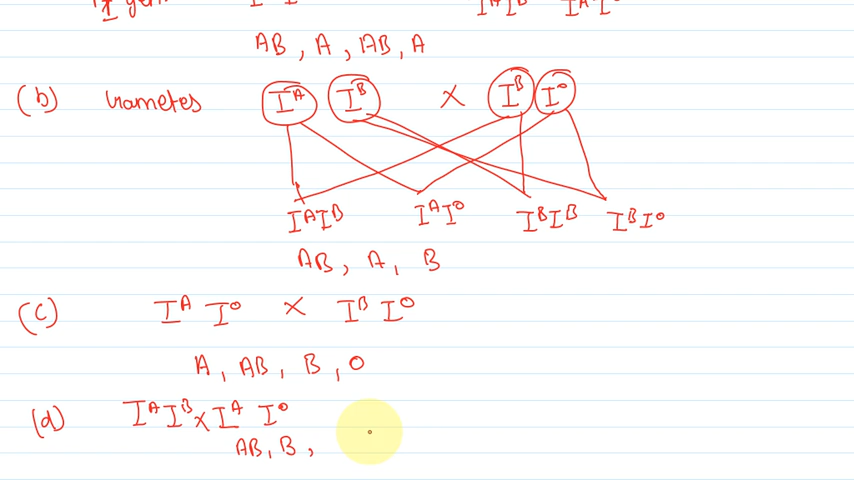 AB, A, AB, A
(b) Gametes I^A I^B × I^B I^O
I^A I^B I^A I^O I^B I^B I^B I^O
AB, A, B
(c) I^A I^O × I^B I^O
A, AB, B, O
(d) I^A I^B × I^A I^O
AB, B,